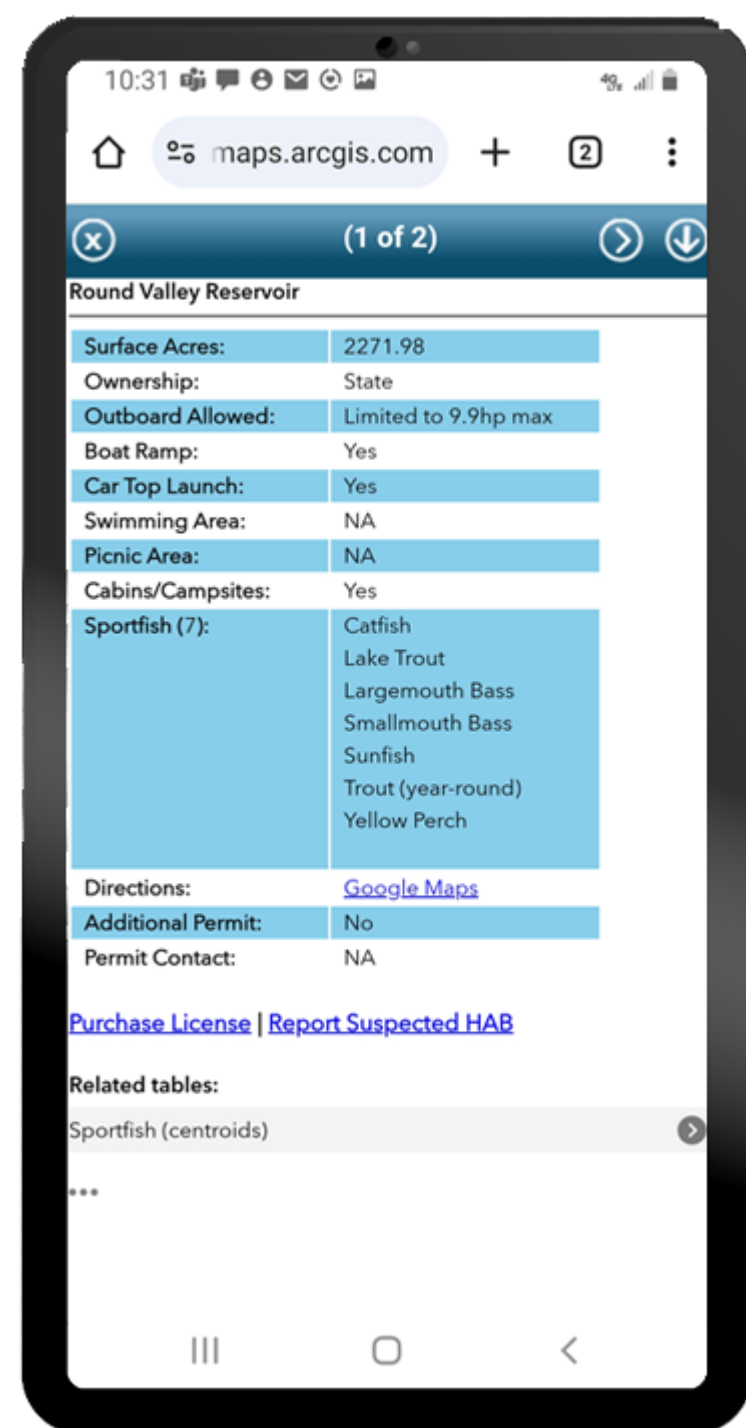 10:31
4G
maps.arcgis.com
2
(1 of 2)
Round Valley Reservoir
Surface Acres: 2271.98
Ownership: State
Outboard Allowed: Limited to 9.9hp max
Boat Ramp: Yes
Car Top Launch: Yes
Swimming Area: NA
Picnic Area: NA
Cabins/Campsites: Yes
Sportfish (7): Catfish
Lake Trout
Largemouth Bass
Smallmouth Bass
Sunfish
Trout (year-round)
Yellow Perch
Directions: Google Maps
Additional Permit: No
Permit Contact: NA
Purchase License | Report Suspected HAB
Related tables:
Sportfish (centroids)